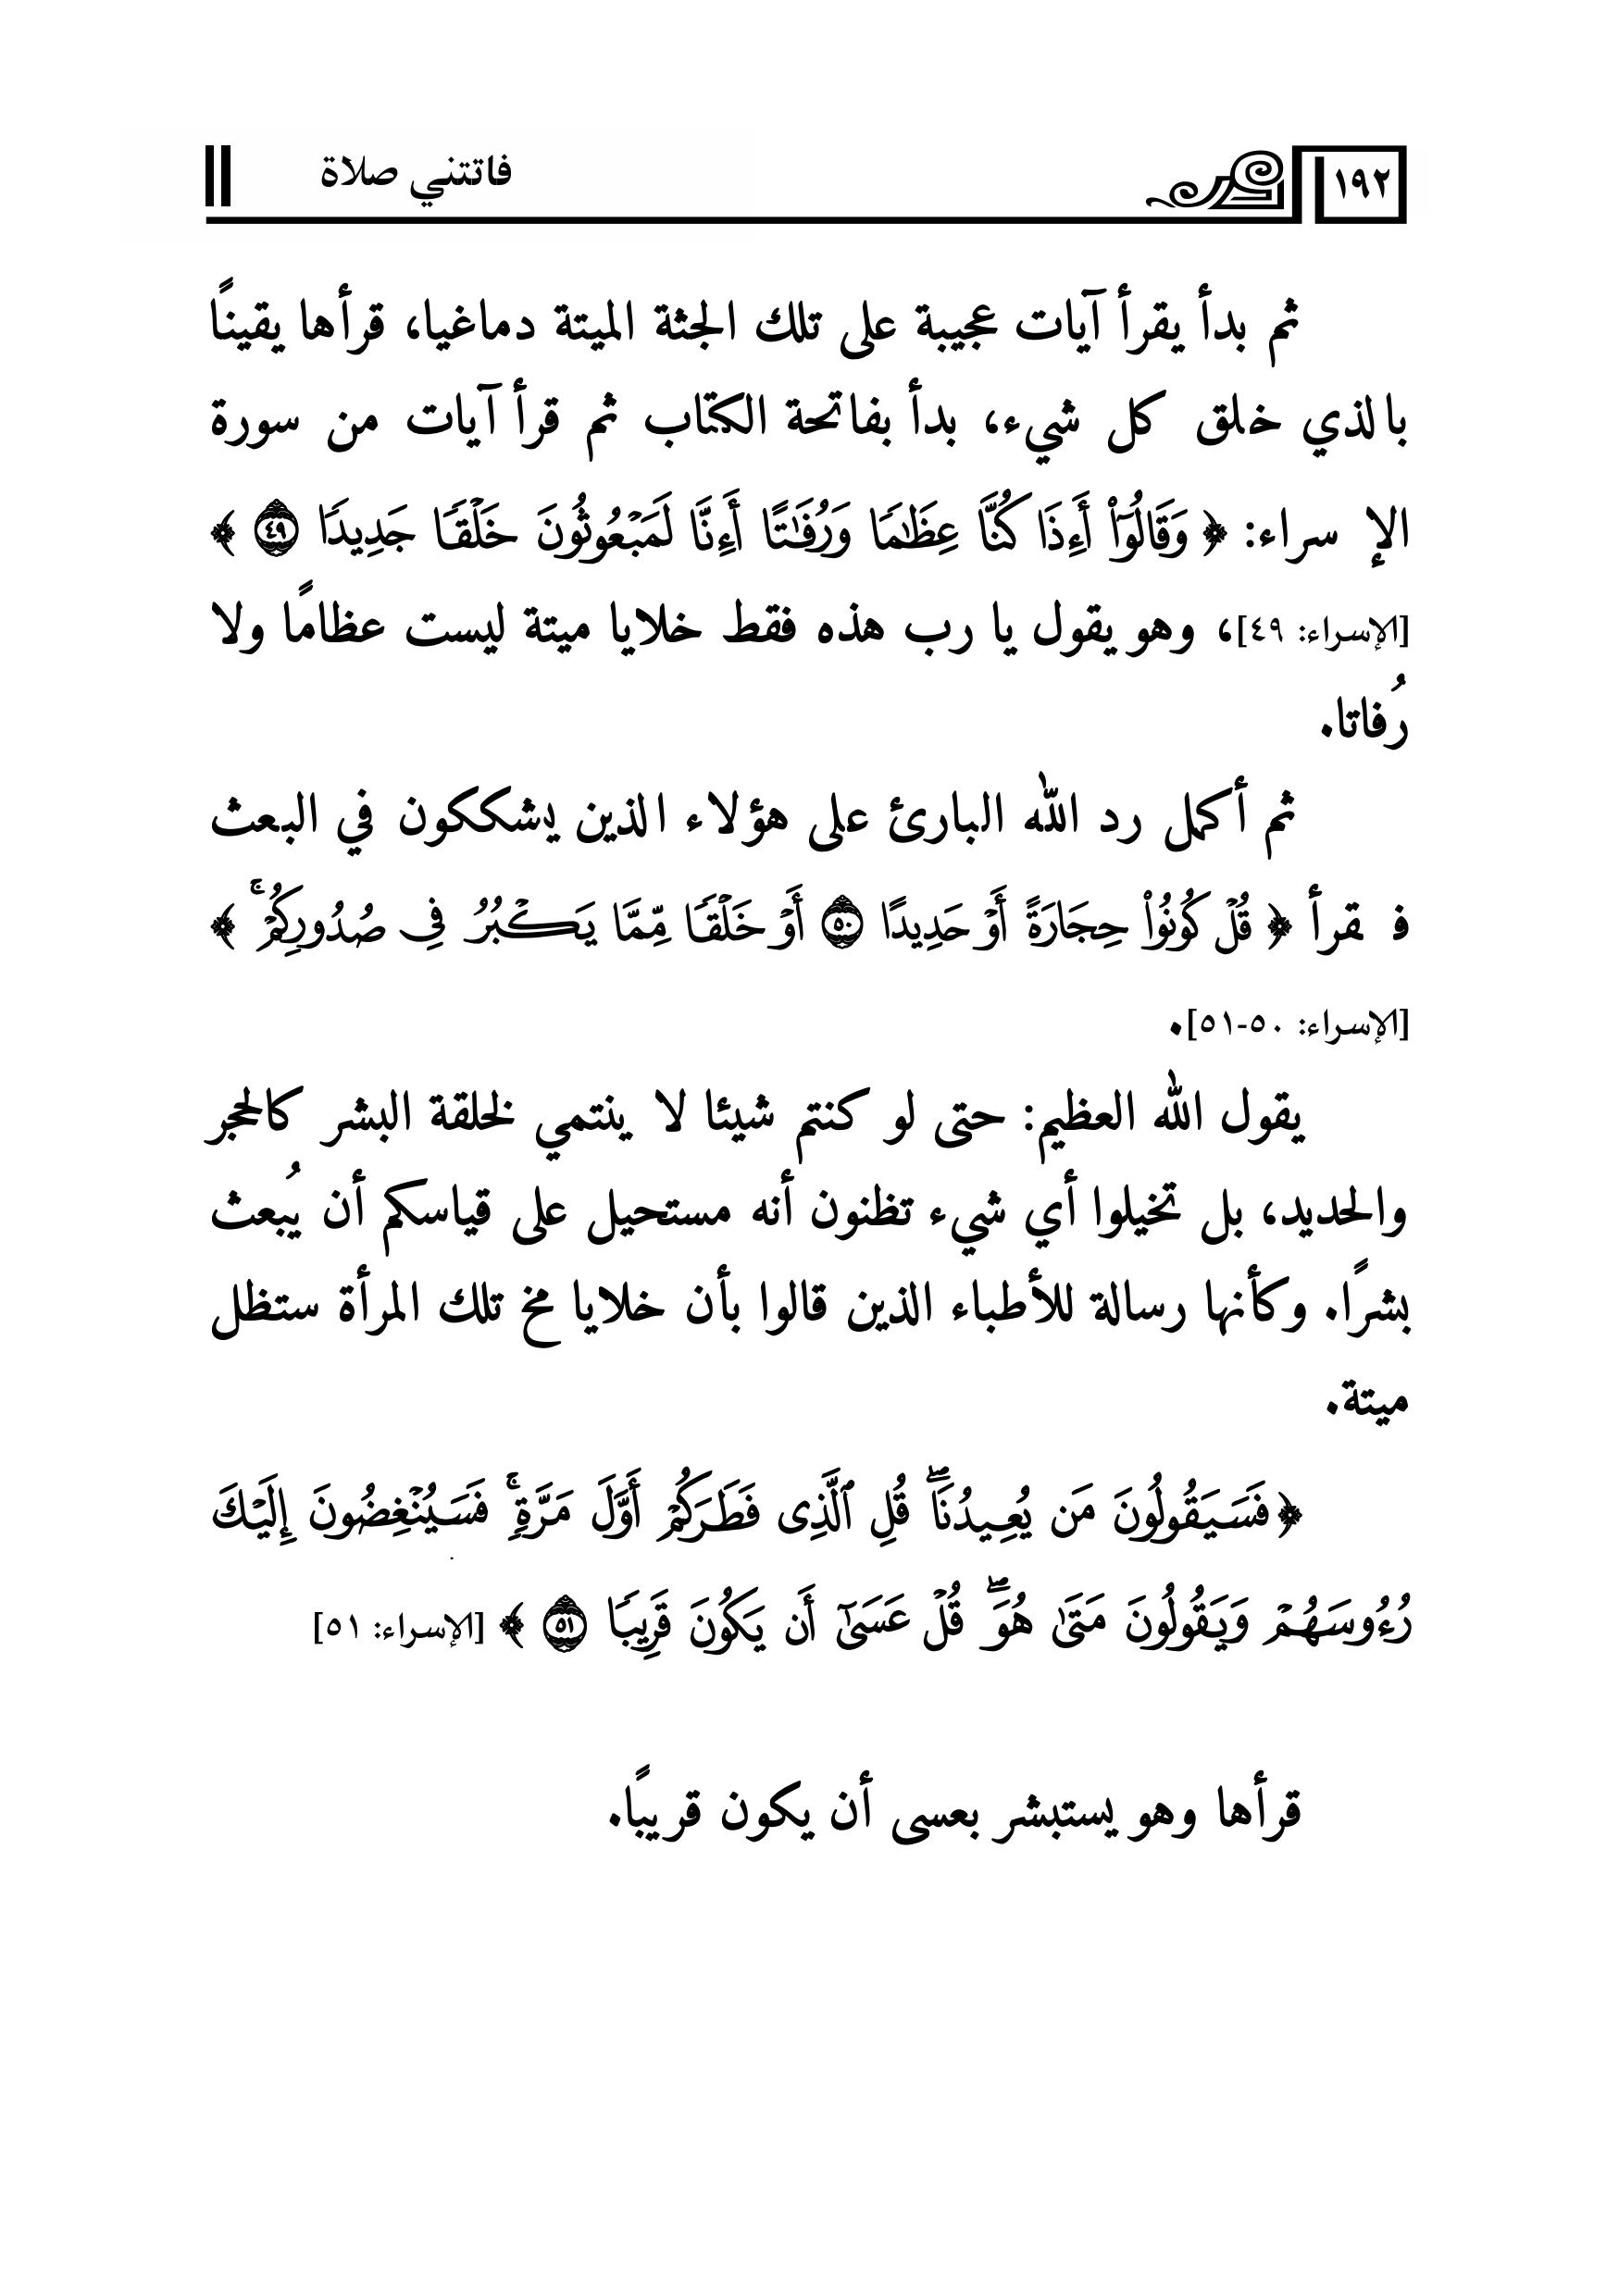 ١٩٢
فاتتني صلاة
ثم بدأ يقرأ آيات عجيبة على تلك الجثة الميتة دماغيا، قرأها يقينًا
بالذي خلق كل شيء، بدأ بفاتحة الكتاب ثم قرأ آيات من سورة
الإ سراء: ﴿ وَقَالُوٓاْ أَءِذَا كُنَّا عِظَٰمٗا وَرُفَٰتًا أَءِنَّا لَمَبۡعُوثُونَ خَلۡقٗا جَدِيدٗا ٤٩ ﴾
[الإسراء: ٤٩]، وهو يقول يا رب هذه فقط خلايا ميتة ليست عظامًا ولا
رُفاتا.
ثم أكمل رد الله البارئ على هؤلاء الذين يشككون في البعث
ف قرأ ﴿ قُلۡ كُونُواْ حِجَارَةً أَوۡ حَدِيدًا ٥٠ أَوۡ خَلۡقٗا مِّمَّا يَكۡبُرُ فِي صُدُورِكُمۡۚ ﴾
[الإسراء: ٥٠-٥١].
يقول الله العظيم: حتى لو كنتم شيئا لا ينتمي لخلقة البشر كالحجر
والحديد، بل تخيلوا أي شيء تظنون أنه مستحيل على قياسكم أن يُبعث
بشرًا. وكأنها رسالة للأطباء الذين قالوا بأن خلايا مخ تلك المرأة ستظل
ميتة.
﴿فَسَيَقُولُونَ مَن يُعِيدُنَاۖ قُلِ ٱلَّذِي فَطَرَكُمۡ أَوَّلَ مَرَّةٖۚ فَسَيُنۡغِضُونَ إِلَيۡكَ
رُءُوسَهُمۡ وَيَقُولُونَ مَتَىٰ هُوَۖ قُلۡ عَسَىٰٓ أَن يَكُونَ قَرِيبٗا ٥١ ﴾ [الإسراء: ٥١]
قرأها وهو يستبشر بعسى أن يكون قريبًا.